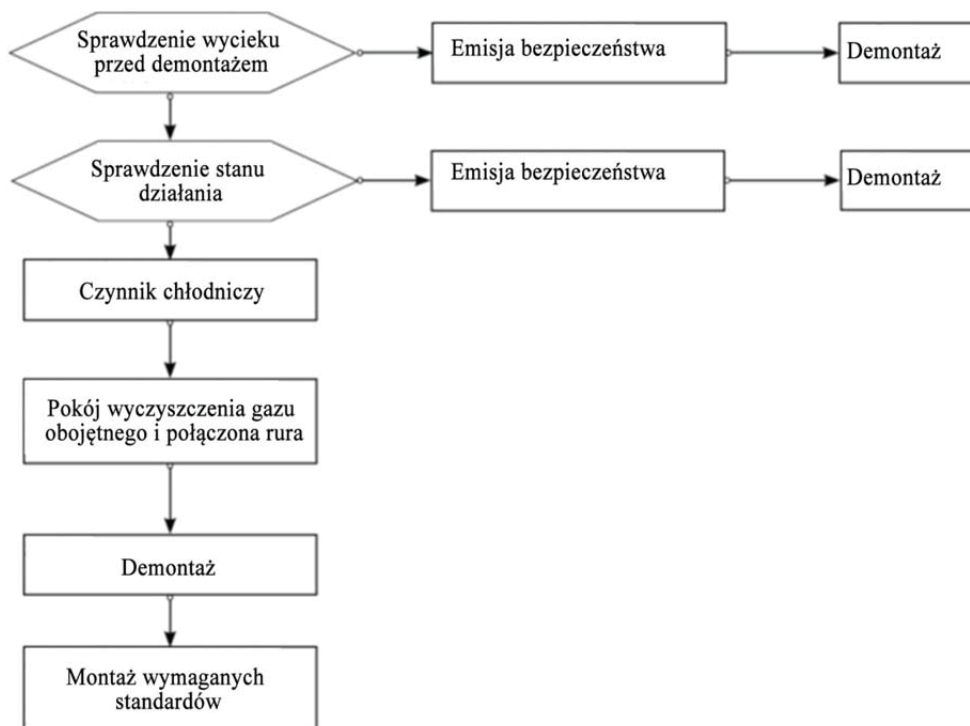 Sprawdzenie wycieku
przed demontażem
Emisja bezpieczeństwa
Demontaż
Sprawdzenie stanu
działania
Emisja bezpieczeństwa
Demontaż
Czynnik chłodniczy
Pokój wyczyszczenia gazu
obojętnego i połączona rura
Demontaż
Montaż wymaganych
standardów